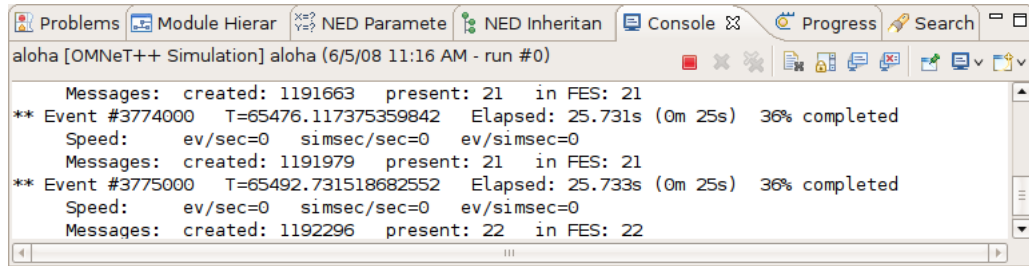 Problems Module Hierar NED Paramete NED Inheritan Console Progress Search
aloha [OMNeT++ Simulation] aloha (6/5/08 11:16 AM - run #0)
Messages: created: 1191663 present: 21 in FES: 21
** Event #3774000 T=65476.117375359842 Elapsed: 25.731s (0m 25s) 36% completed
Speed: ev/sec=0 simsec/sec=0 ev/simsec=0
Messages: created: 1191979 present: 21 in FES: 21
** Event #3775000 T=65492.731518682552 Elapsed: 25.733s (0m 25s) 36% completed
Speed: ev/sec=0 simsec/sec=0 ev/simsec=0
Messages: created: 1192296 present: 22 in FES: 22